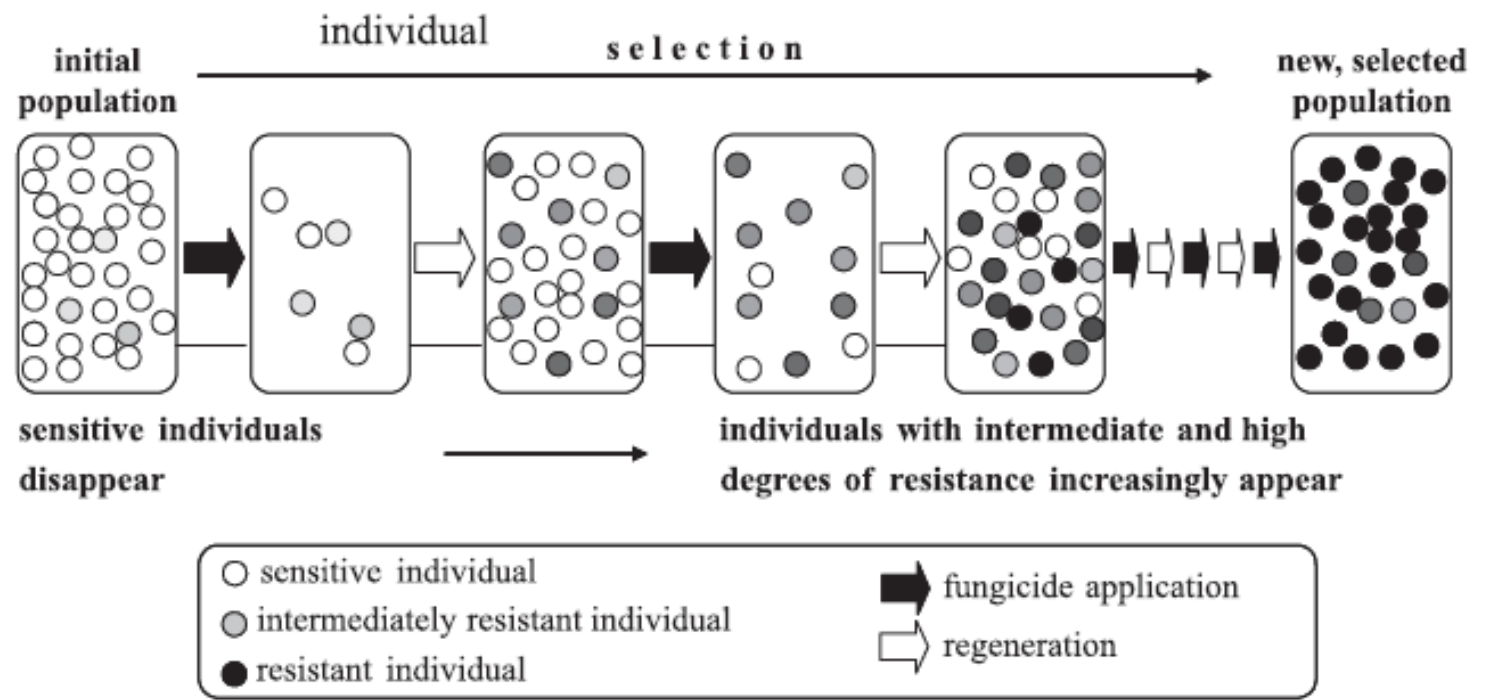 individual
selection
initial
population
new, selected
population
sensitive individuals
disappear
individuals with intermediate and high
degrees of resistance increasingly appear
sensitive individual
intermediately resistant individual
resistant individual
fungicide application
regeneration